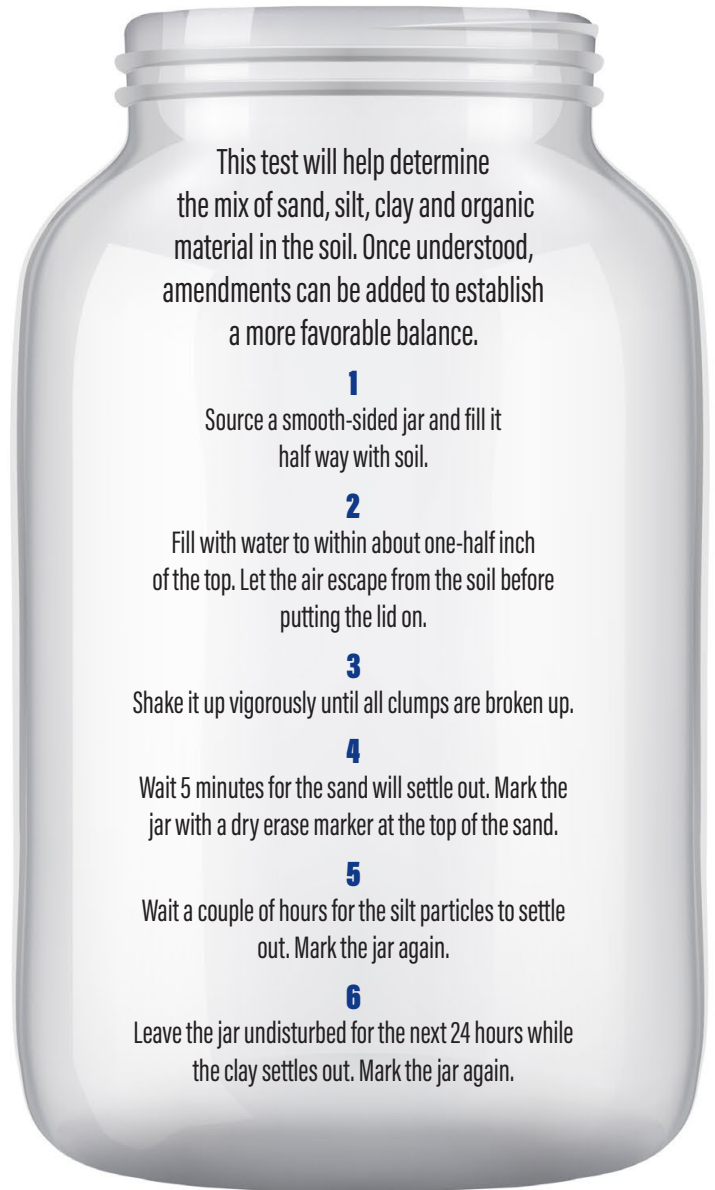 This test will help determine
the mix of sand, silt, clay and organic
material in the soil. Once understood,
amendments can be added to establish
a more favorable balance.
1
Source a smooth-sided jar and fill it
half way with soil.
2
Fill with water to within about one-half inch
of the top. Let the air escape from the soil before
putting the lid on.
3
Shake it up vigorously until all clumps are broken up.
4
Wait 5 minutes for the sand will settle out. Mark the
jar with a dry erase marker at the top of the sand.
5
Wait a couple of hours for the silt particles to settle
out. Mark the jar again.
6
Leave the jar undisturbed for the next 24 hours while
the clay settles out. Mark the jar again.